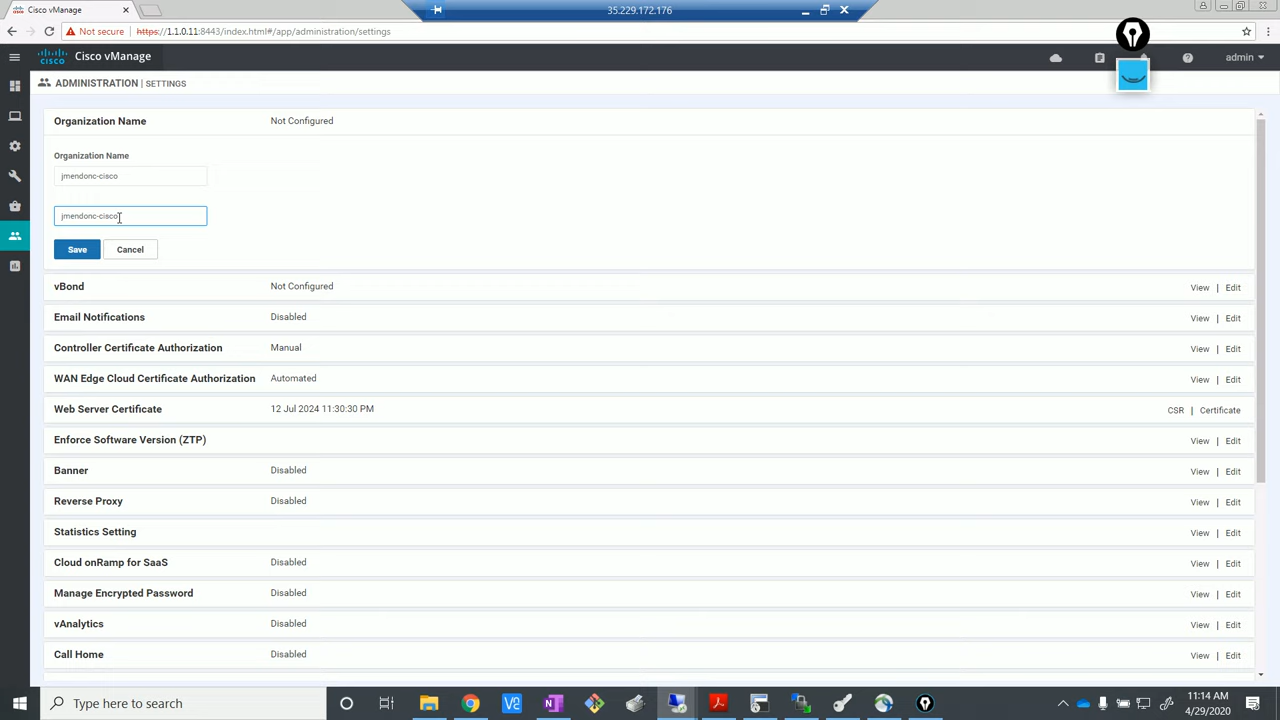 Cisco vManage
35.229.172.176
Not secure https://1.1.0.11:8443/index.html#/app/administration/settings
CISCO Cisco vManage admin
ADMINISTRATION | SETTINGS
Organization Name Not Configured
Organization Name
jmendonc-cisco
jmendonc-cisco
Save Cancel
vBond Not Configured View | Edit
Email Notifications Disabled View | Edit
Controller Certificate Authorization Manual View | Edit
WAN Edge Cloud Certificate Authorization Automated View | Edit
Web Server Certificate 12 Jul 2024 11:30:30 PM CSR | Certificate
Enforce Software Version (ZTP) View | Edit
Banner Disabled View | Edit
Reverse Proxy Disabled View | Edit
Statistics Setting View | Edit
Cloud onRamp for SaaS Disabled View | Edit
Manage Encrypted Password Disabled View | Edit
vAnalytics Disabled View | Edit
Call Home Disabled View | Edit
Type here to search
11:14 AM
4/29/2020